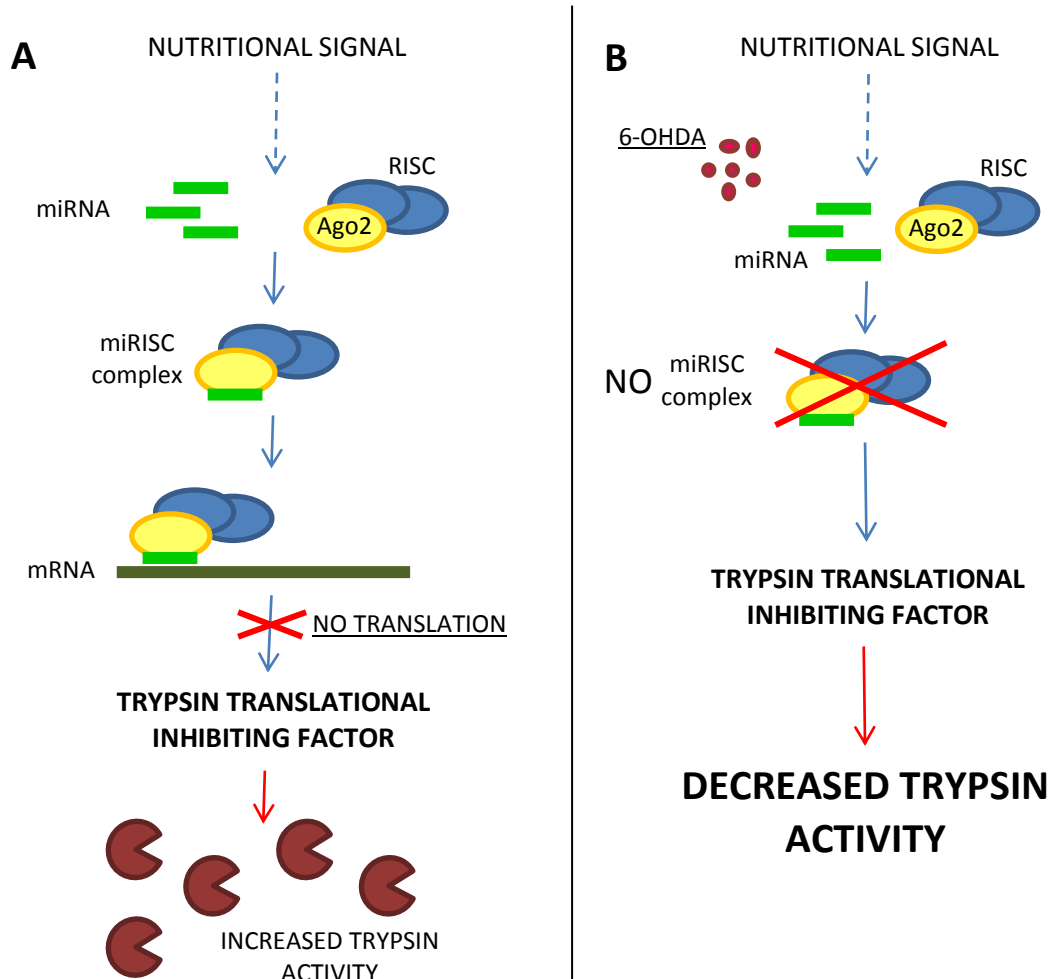 A
NUTRITIONAL SIGNAL
RISC
miRNA
Ago2
miRISC
complex
mRNA
NO TRANSLATION
TRYPSIN TRANSLATIONAL
INHIBITING FACTOR
INCREASED TRYPSIN
ACTIVITY
B
NUTRITIONAL SIGNAL
6-OHDA
RISC
Ago2
miRNA
NO
miRISC
complex
TRYPSIN TRANSLATIONAL
INHIBITING FACTOR
DECREASED TRYPSIN
ACTIVITY